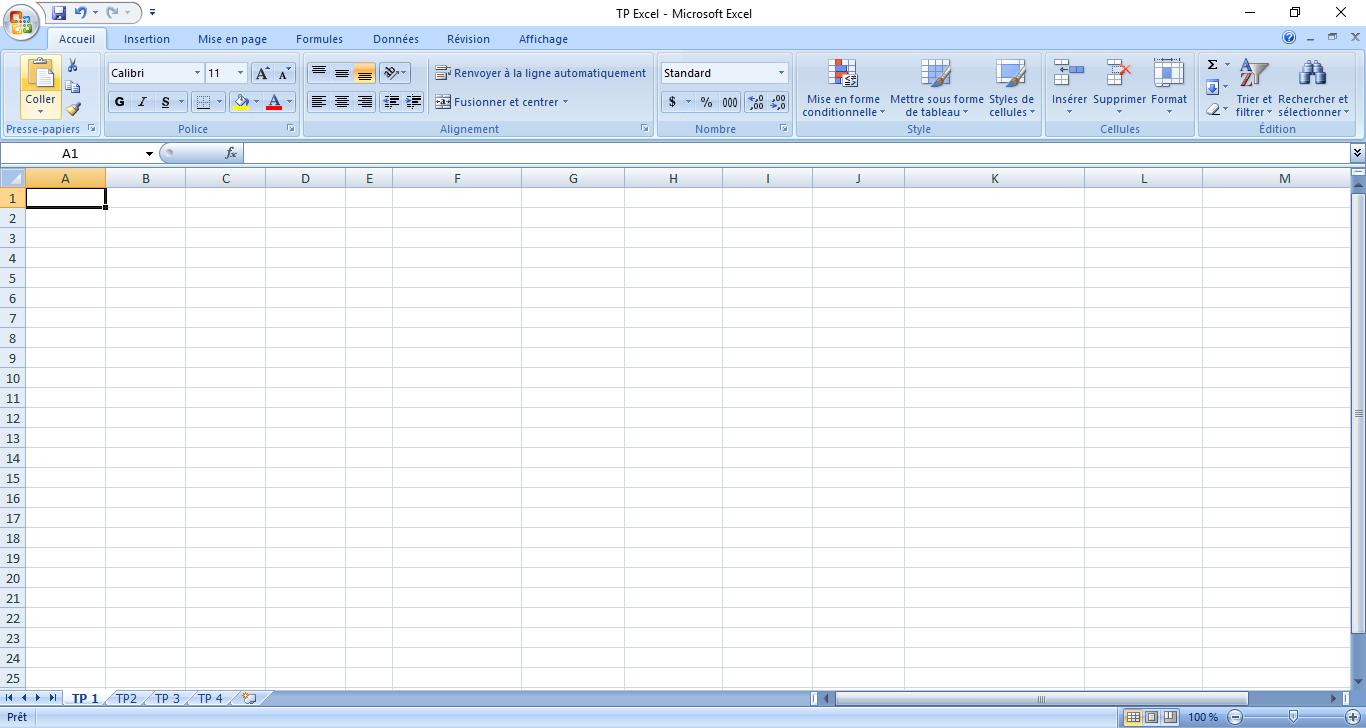 TP Excel - Microsoft Excel
Accueil Insertion Mise en page Formules Données Révision Affichage
Coller
Presse-papiers
Calibri 11
G I S
Police
Renvoyer à la ligne automatiquement
Fusionner et centrer
Alignement
Standard
$ % 000
Nombre
Mise en forme conditionnelle
Mettre sous forme de tableau
Styles de cellules
Style
Insérer Supprimer Format
Cellules
Σ
Trier et filtrer
Rechercher et sélectionner
Édition
A1 fx
A B C D E F G H I J K L M
1
2
3
4
5
6
7
8
9
10
11
12
13
14
15
16
17
18
19
20
21
22
23
24
25
TP 1 TP2 TP 3 TP 4
Prêt 100 %